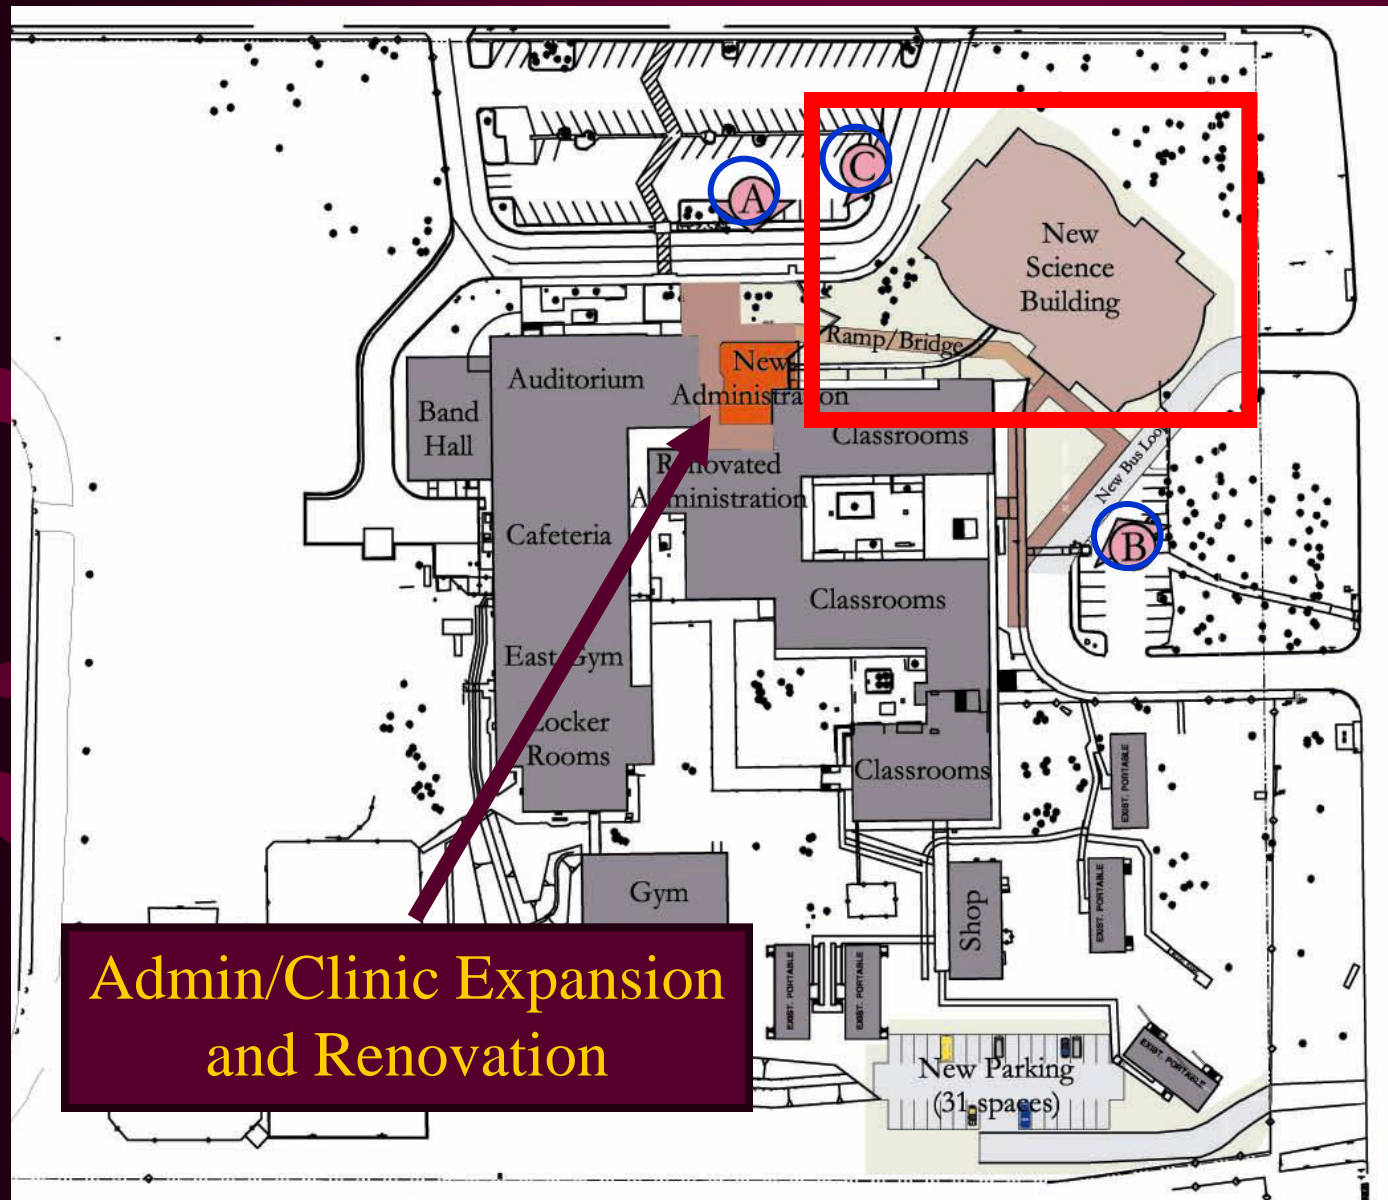 A
C
New
Science
Building
Ramp/Bridge
New
Administration
Auditorium
Band
Hall
Classrooms
Renovated
Administration
New Bus Loop
B
Cafeteria
Classrooms
East Gym
Locker
Rooms
Classrooms
EXIST. PORTABLE
Gym
Shop
EXIST. PORTABLE
Admin/Clinic Expansion
and Renovation
EXIST. PORTABLE
EXIST. PORTABLE
EXIST. PORTABLE
New Parking
(31 spaces)